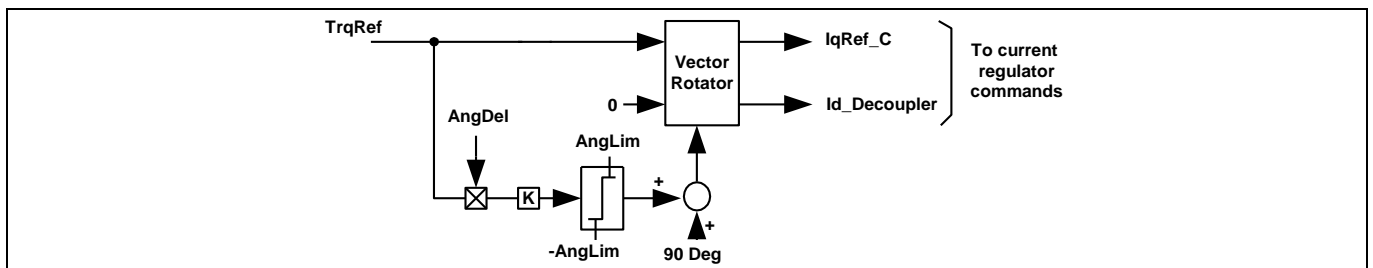 TrqRef
IqRef_C
To current
regulator
commands
Vector
Rotator
0
Id_Decoupler
AngDel
AngLim
K
+
+
-AngLim
90 Deg